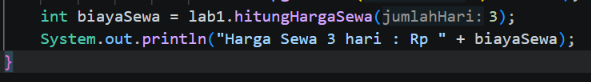 int biayaSewa = lab1.hitungHargaSewa(jumlahHari:3);
System.out.println("Harga Sewa 3 hari : Rp " + biayaSewa);
}